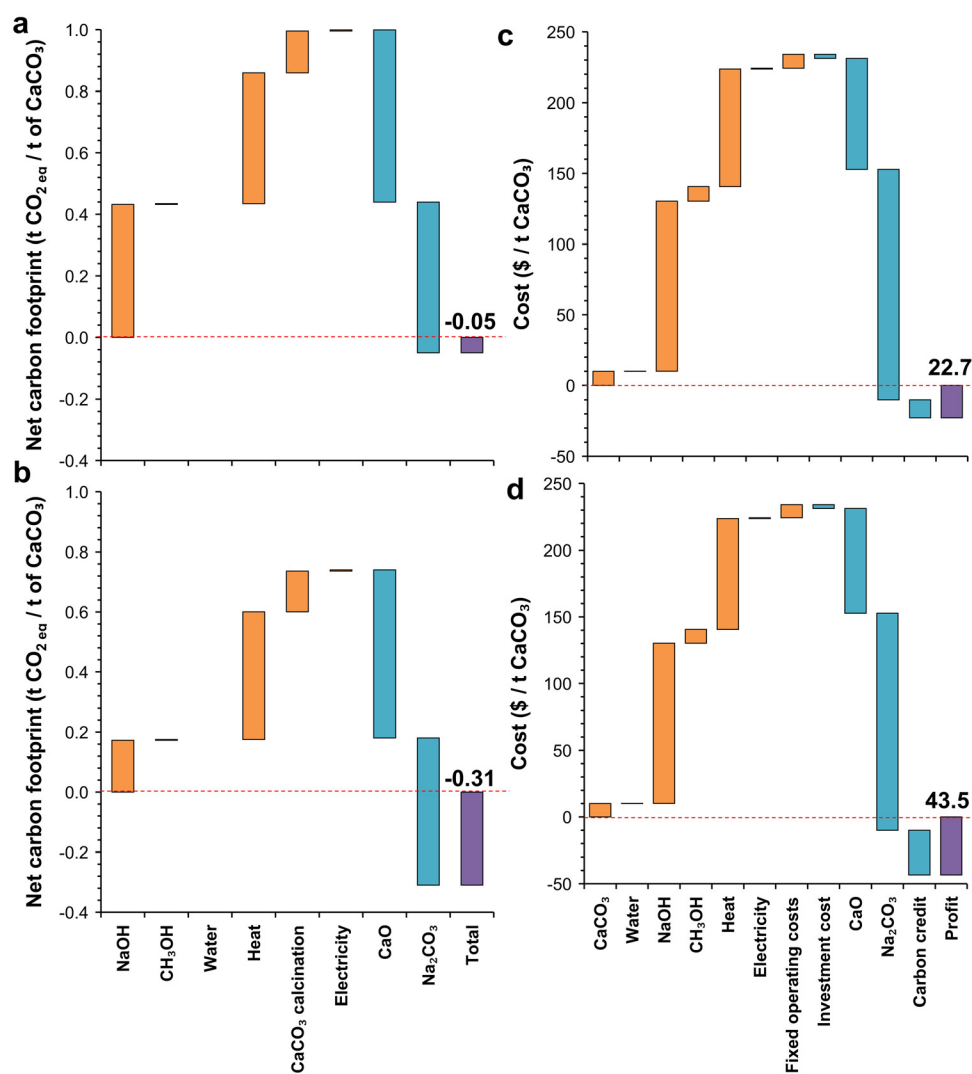 a
Net carbon footprint (t CO₂ eq / t of CaCO₃)
1.0
0.8
0.6
0.4
0.2
0.0
-0.2
-0.4
-0.05
c
Cost ($ / t CaCO₃)
250
200
150
100
50
0
-50
22.7
b
Net carbon footprint (t CO₂ eq / t of CaCO₃)
1.0
0.8
0.6
0.4
0.2
0.0
-0.2
-0.4
-0.31
NaOH
CH₃OH
Water
Heat
CaCO₃ calcination
Electricity
CaO
Na₂CO₃
Total
d
Cost ($ / t CaCO₃)
250
200
150
100
50
0
-50
43.5
CaCO₃
Water
NaOH
CH₃OH
Heat
Electricity
Fixed operating costs
Investment cost
CaO
Na₂CO₃
Carbon credit
Profit